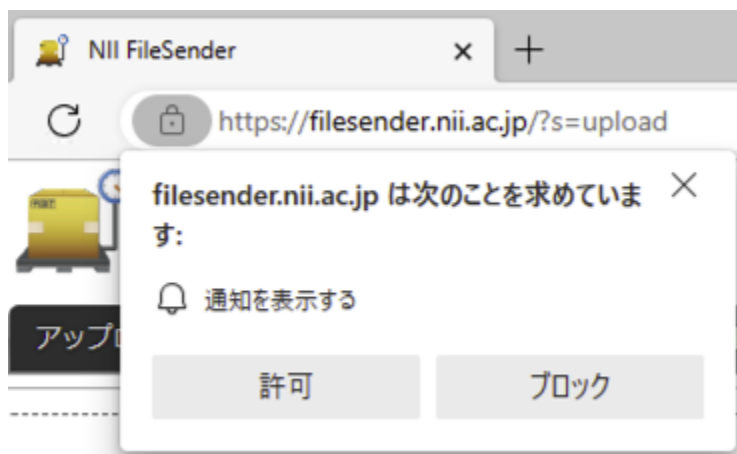 NII FileSender
https://filesender.nii.ac.jp/?s=upload
filesender.nii.ac.jp は次のことを求めていま
す:
通知を表示する
アップ
許可 ブロック